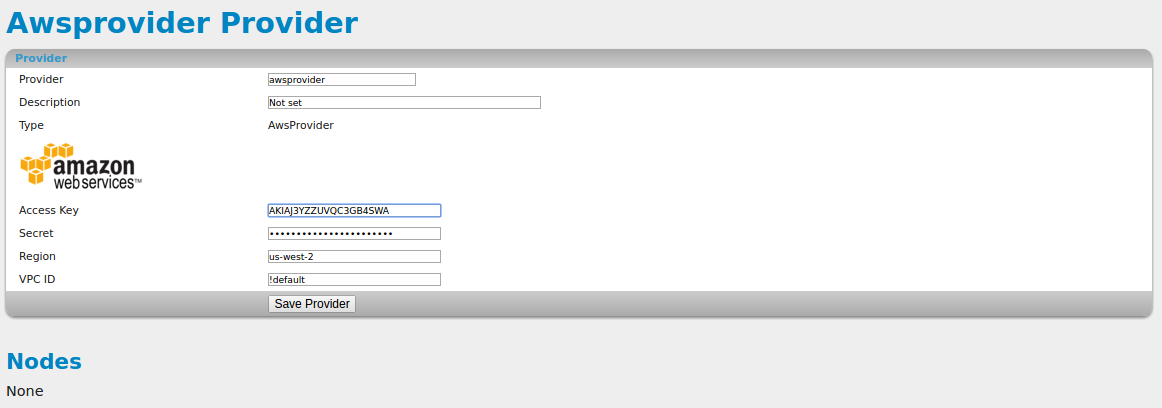 Awsprovider Provider
Provider
Provider awsprovider
Description Not set
Type AwsProvider
amazon
webservices™
Access Key AKIAJ3YZZUVQC3GB4SWA
Secret •••••••••••••••••••••••
Region us-west-2
VPC ID !default
Save Provider
Nodes
None